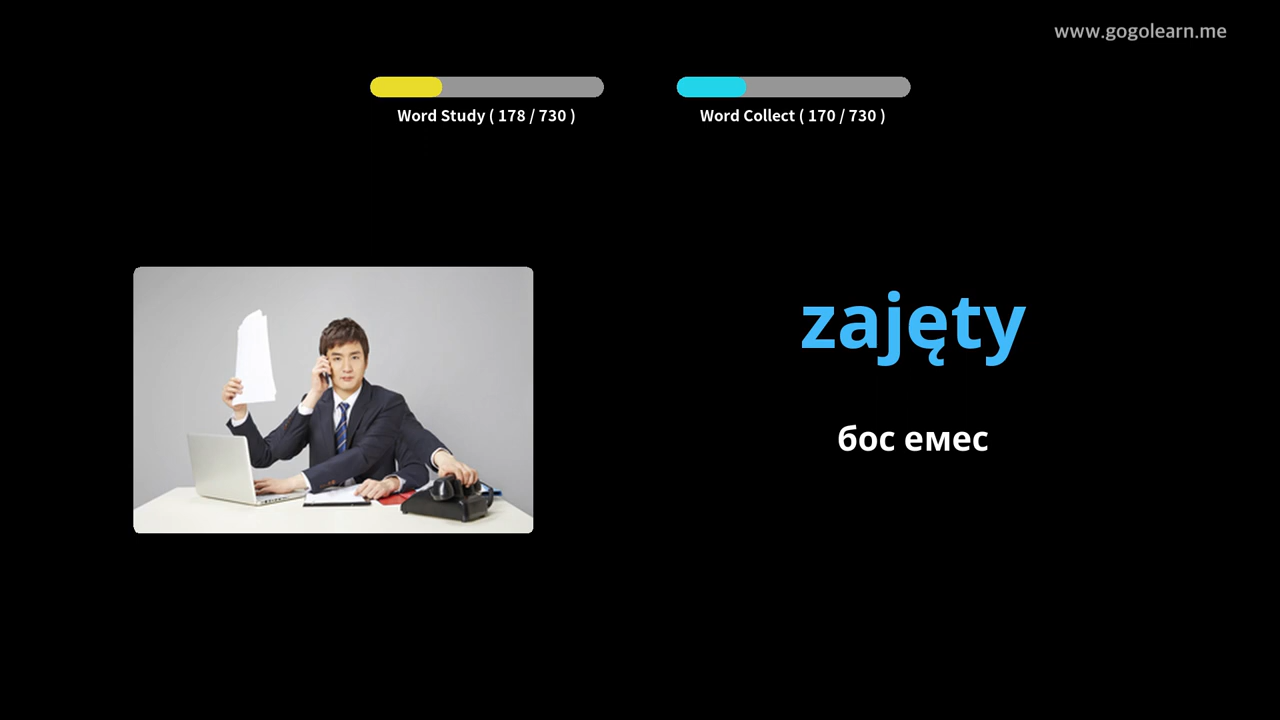 www.gogolearn.me
Word Study ( 178 / 730 )
Word Collect ( 170 / 730 )
zajęty
бос емес